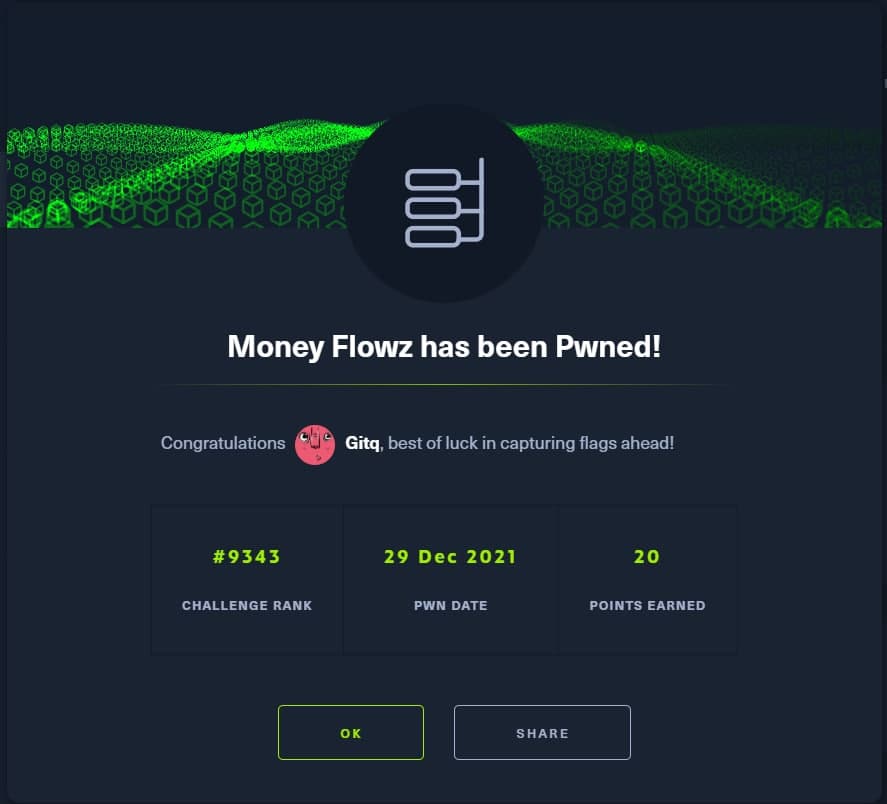 Money Flowz has been Pwned!
Congratulations Gitq, best of luck in capturing flags ahead!
#9343 29 Dec 2021 20
CHALLENGE RANK PWN DATE POINTS EARNED
OK SHARE